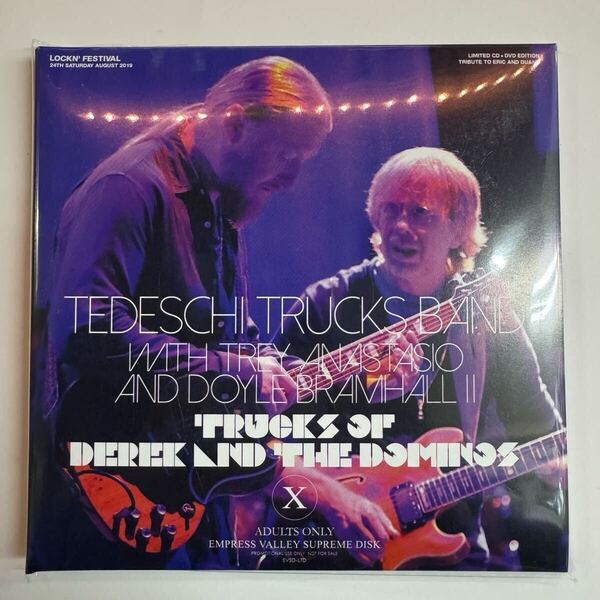 LOCKN' FESTIVAL
24TH SATURDAY AUGUST 2019
LIMITED CD + DVD EDITION
TRIBUTE TO ERIC AND DUANE
TEDESCHI TRUCKS BAND
WITH TREY ANASTASIO
AND DOYLE BRAMHALL II
'TRUCKS OF
DEREK AND THE DOMINOS
X
ADULTS ONLY
EMPRESS VALLEY SUPREME DISK
PROMOTIONAL USE ONLY NOT FOR SALE
EVSD-LTD